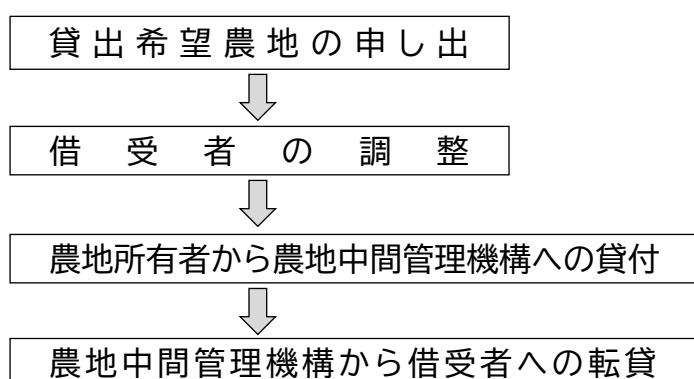 貸出希望農地の申し出
借受者の調整
農地所有者から農地中間管理機構への貸付
農地中間管理機構から借受者への転貸